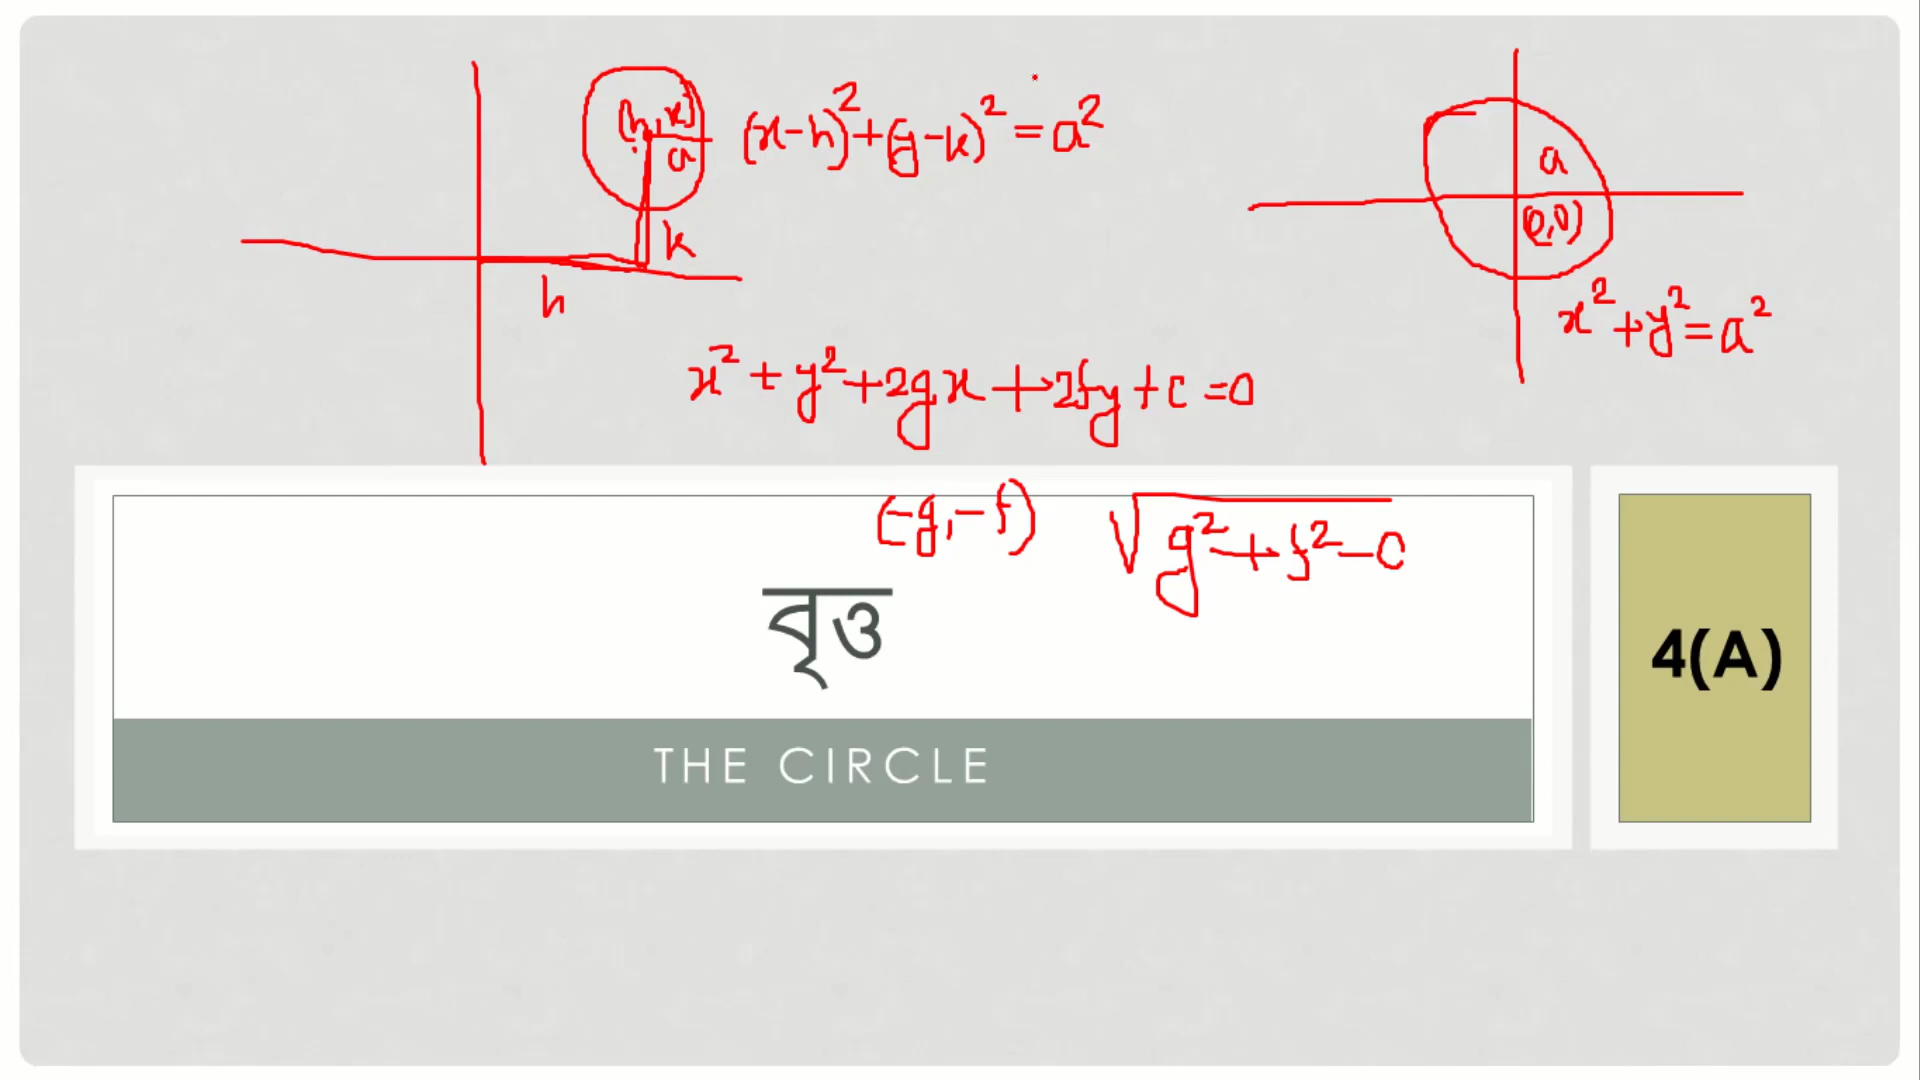 (h, k)
a
(x-h)²+(y-k)² = a²
k
h
a
(0,0)
x²+y²=a²
x²+y²+2gx+2fy+c=0
(-g,-f) √g²+f²-c
বৃত্ত
THE CIRCLE
4(A)